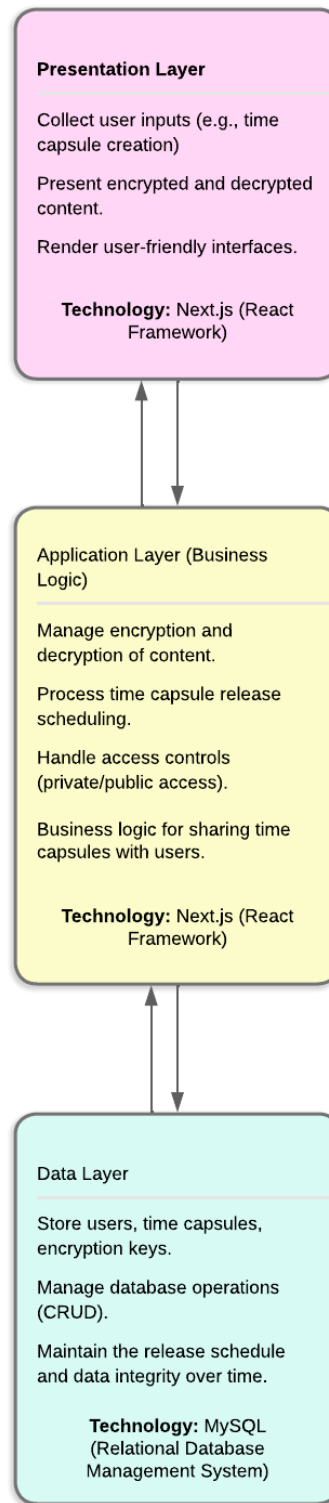 Presentation Layer
Collect user inputs (e.g., time
capsule creation)
Present encrypted and decrypted
content.
Render user-friendly interfaces.
Technology: Next.js (React
Framework)
Application Layer (Business
Logic)
Manage encryption and
decryption of content.
Process time capsule release
scheduling.
Handle access controls
(private/public access).
Business logic for sharing time
capsules with users.
Technology: Next.js (React
Framework)
Data Layer
Store users, time capsules,
encryption keys.
Manage database operations
(CRUD).
Maintain the release schedule
and data integrity over time.
Technology: MySQL
(Relational Database
Management System)